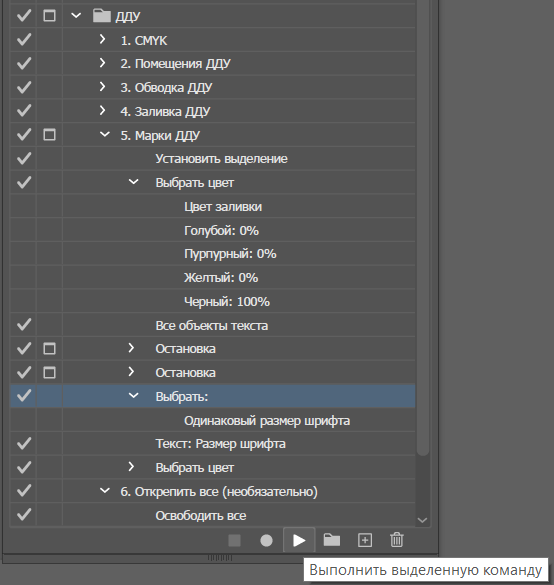 ДДУ
1. CMYK
2. Помещения ДДУ
3. Обводка ДДУ
4. Заливка ДДУ
5. Марки ДДУ
Установить выделение
Выбрать цвет
Цвет заливки
Голубой: 0%
Пурпурный: 0%
Желтый: 0%
Черный: 100%
Все объекты текста
Остановка
Остановка
Выбрать:
Одинаковый размер шрифта
Текст: Размер шрифта
Выбрать цвет
6. Открепить все (необязательно)
Освободить все
Выполнить выделенную команду